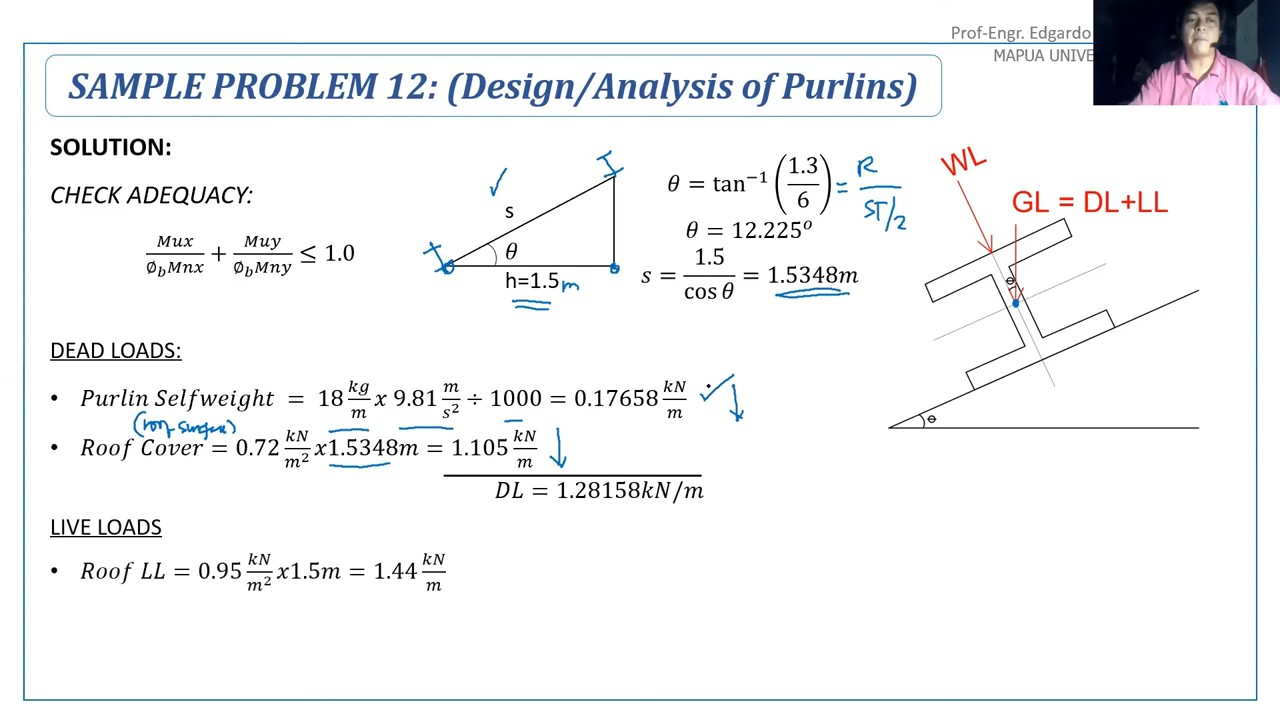 Prof-Engr. Edgardo
MAPUA UNIVE
SAMPLE PROBLEM 12: (Design/Analysis of Purlins)
SOLUTION:
CHECK ADEQUACY:
Mux/∅bMnx + Muy/∅bMny ≤ 1.0
s
θ
h=1.5m
θ = tan⁻¹(1.3/6) = R/ST/2
θ = 12.225°
s = 1.5/cos θ = 1.5348m
WL
GL = DL+LL
θ
θ
DEAD LOADS:
• Purlin Selfweight = 18 kg/m x 9.81 m/s² ÷ 1000 = 0.17658 kN/m
• Roof Cover = 0.72 kN/m² x1.5348m = 1.105 kN/m
DL = 1.28158kN/m
LIVE LOADS
• Roof LL = 0.95 kN/m² x1.5m = 1.44 kN/m